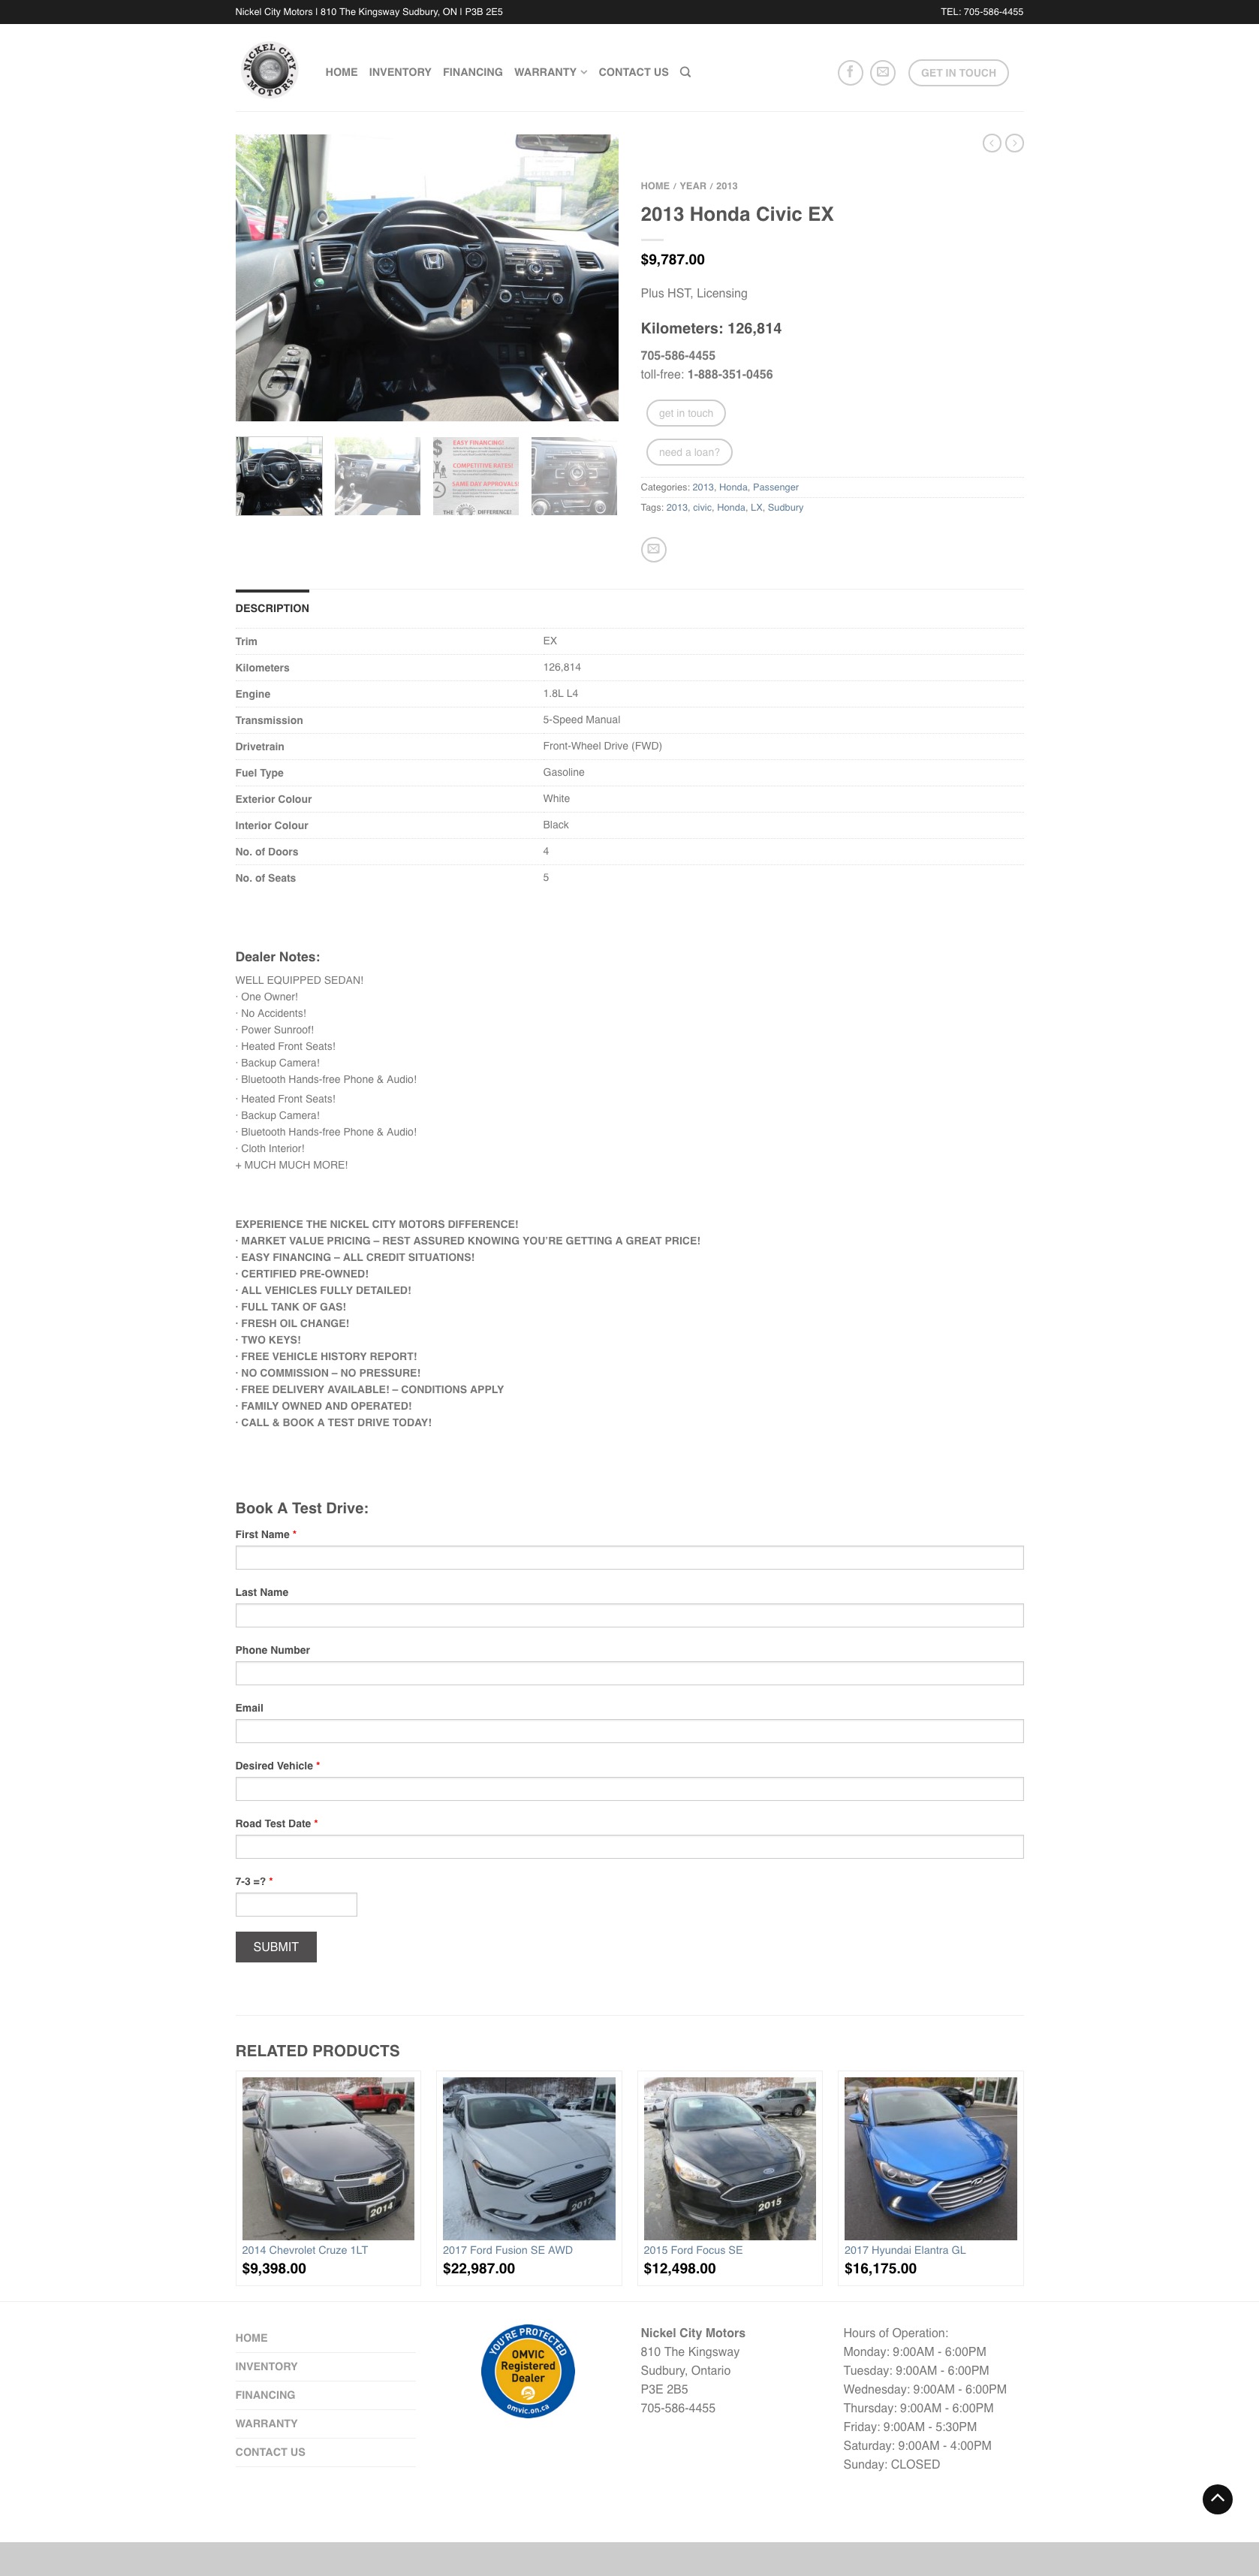 Nickel City Motors | 810 The Kingsway Sudbury, ON | P3B 2E5
TEL: 705-586-4455
NICKEL CITY MOTORS
HOME
INVENTORY
FINANCING
WARRANTY
CONTACT US
GET IN TOUCH
HOME / YEAR / 2013
2013 Honda Civic EX
$9,787.00
Plus HST, Licensing
Kilometers: 126,814
705-586-4455
toll-free: 1-888-351-0456
get in touch
need a loan?
Categories: 2013, Honda, Passenger
Tags: 2013, civic, Honda, LX, Sudbury
EASY FINANCING!
COMPETITIVE RATES!
SAME DAY APPROVALS
THE DIFFERENCE!
DESCRIPTION
Trim EX
Kilometers 126,814
Engine 1.8L L4
Transmission 5-Speed Manual
Drivetrain Front-Wheel Drive (FWD)
Fuel Type Gasoline
Exterior Colour White
Interior Colour Black
No. of Doors 4
No. of Seats 5
Dealer Notes:
WELL EQUIPPED SEDAN!
· One Owner!
· No Accidents!
· Power Sunroof!
· Heated Front Seats!
· Backup Camera!
· Bluetooth Hands-free Phone & Audio!
· Heated Front Seats!
· Backup Camera!
· Bluetooth Hands-free Phone & Audio!
· Cloth Interior!
+ MUCH MUCH MORE!
EXPERIENCE THE NICKEL CITY MOTORS DIFFERENCE!
· MARKET VALUE PRICING – REST ASSURED KNOWING YOU'RE GETTING A GREAT PRICE!
· EASY FINANCING – ALL CREDIT SITUATIONS!
· CERTIFIED PRE-OWNED!
· ALL VEHICLES FULLY DETAILED!
· FULL TANK OF GAS!
· FRESH OIL CHANGE!
· TWO KEYS!
· FREE VEHICLE HISTORY REPORT!
· NO COMMISSION – NO PRESSURE!
· FREE DELIVERY AVAILABLE! – CONDITIONS APPLY
· FAMILY OWNED AND OPERATED!
· CALL & BOOK A TEST DRIVE TODAY!
Book A Test Drive:
First Name *
Last Name
Phone Number
Email
Desired Vehicle *
Road Test Date *
7-3 =? *
SUBMIT
RELATED PRODUCTS
2014
2017
2015
2014 Chevrolet Cruze 1LT
$9,398.00
2017 Ford Fusion SE AWD
$22,987.00
2015 Ford Focus SE
$12,498.00
2017 Hyundai Elantra GL
$16,175.00
HOME
INVENTORY
FINANCING
WARRANTY
CONTACT US
YOU'RE PROTECTED
OMVIC
Registered
Dealer
omvic.on.ca
Nickel City Motors
810 The Kingsway
Sudbury, Ontario
P3E 2B5
705-586-4455
Hours of Operation:
Monday: 9:00AM - 6:00PM
Tuesday: 9:00AM - 6:00PM
Wednesday: 9:00AM - 6:00PM
Thursday: 9:00AM - 6:00PM
Friday: 9:00AM - 5:30PM
Saturday: 9:00AM - 4:00PM
Sunday: CLOSED